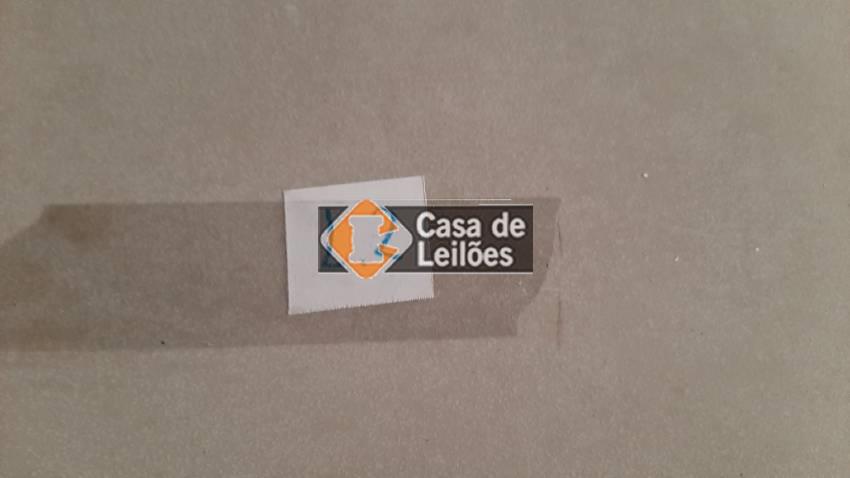 Casa de
Leilões